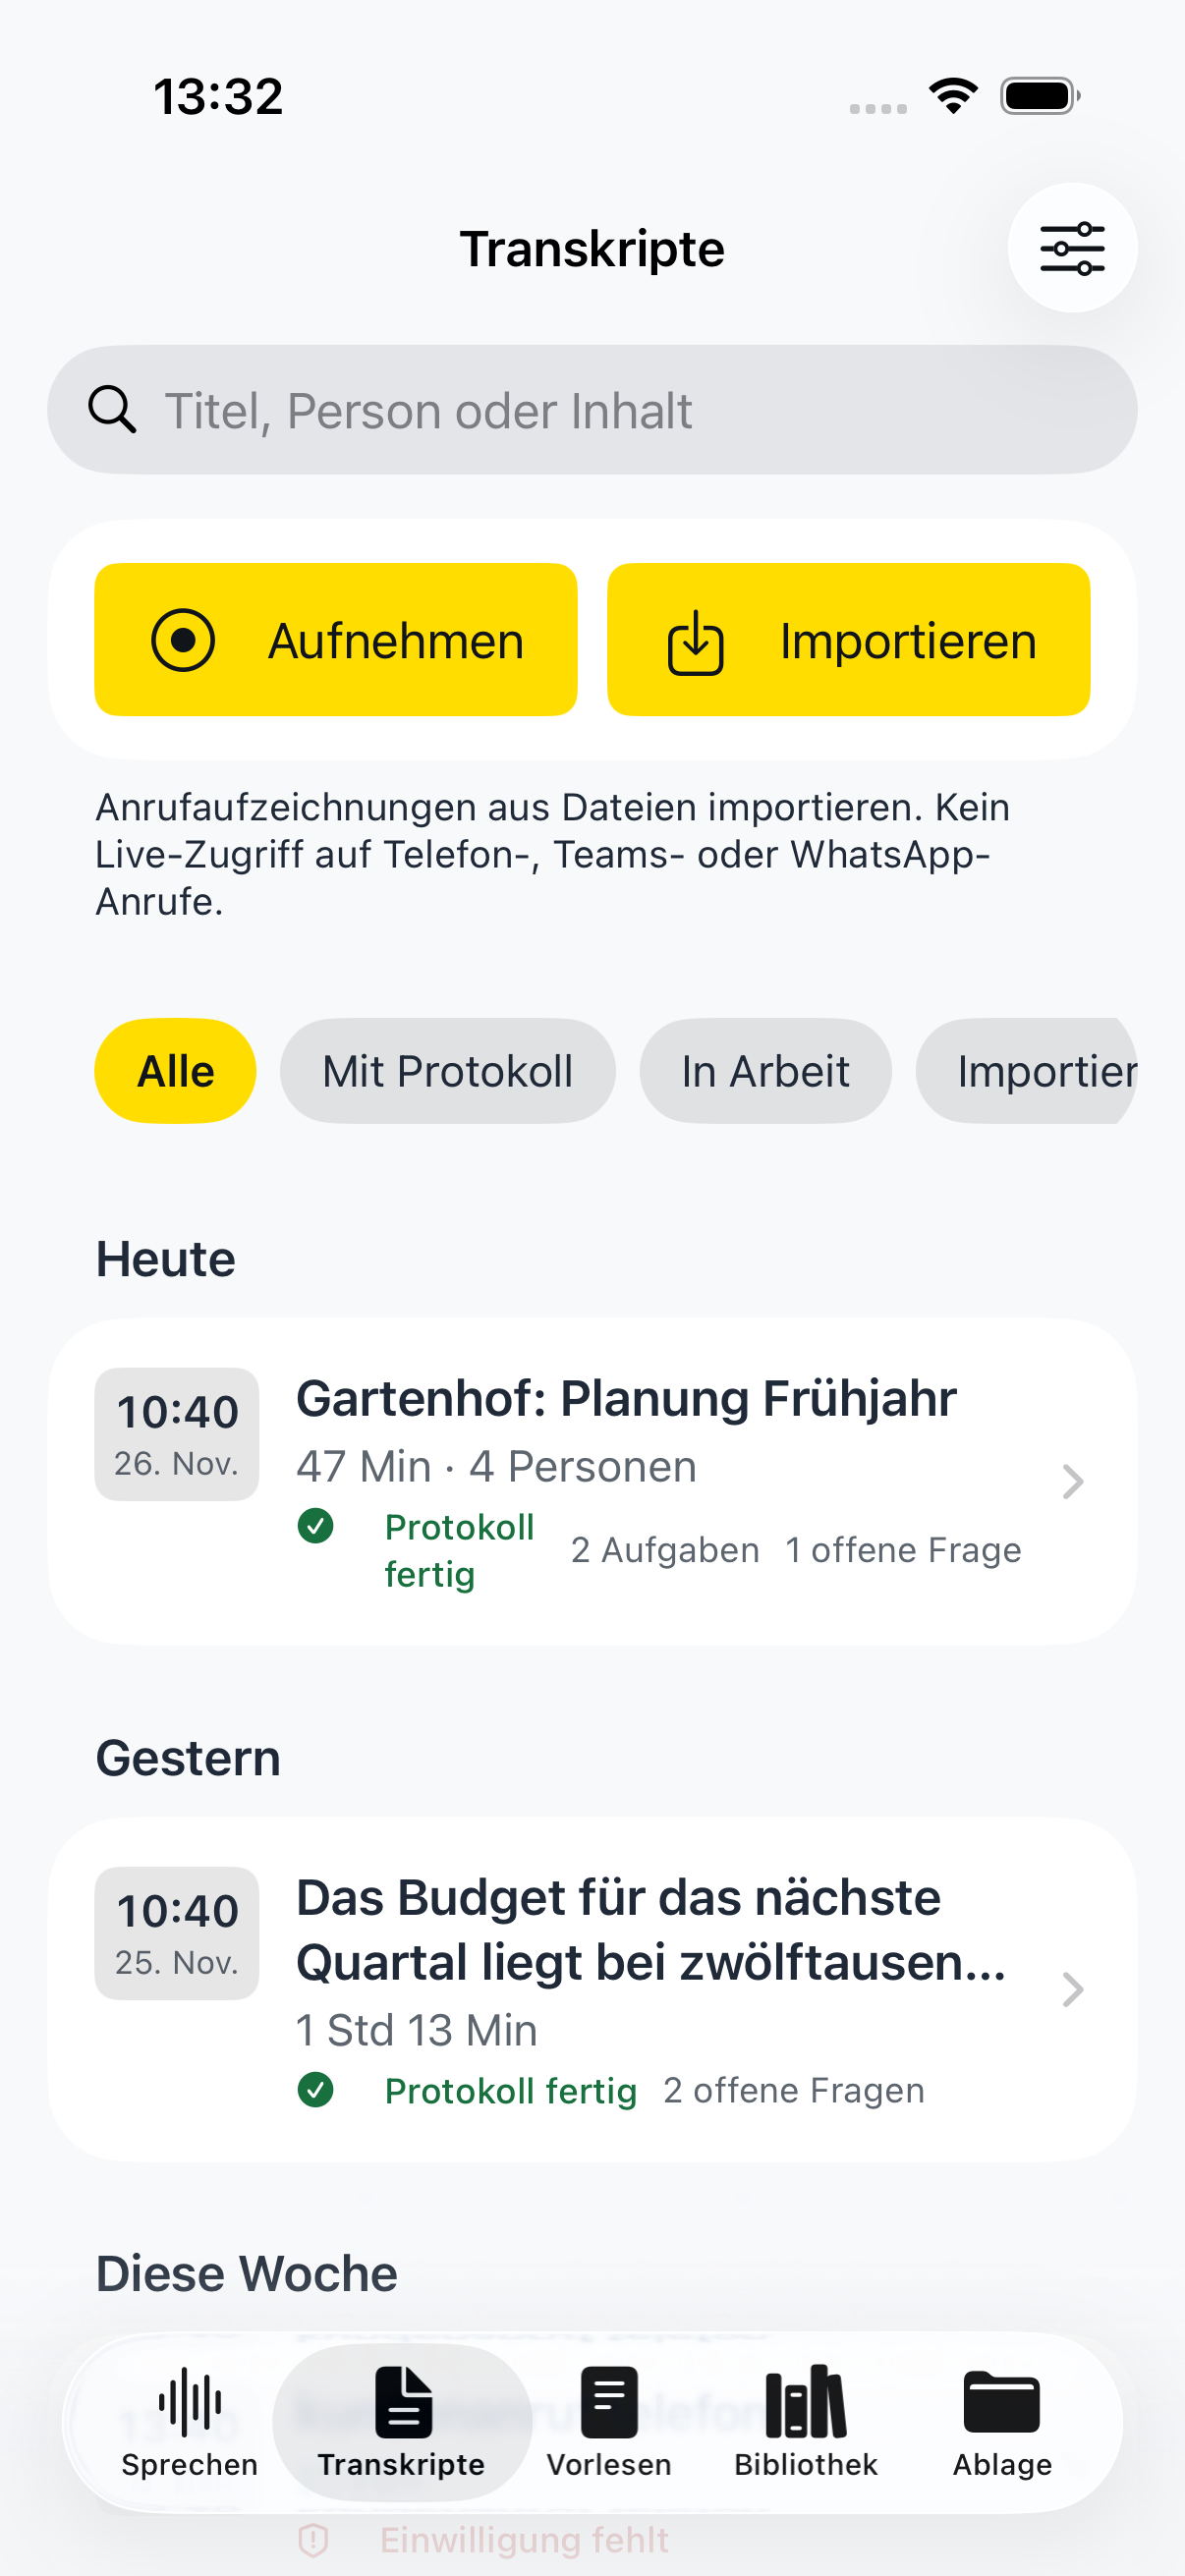 13:32
Transkripte
Titel, Person oder Inhalt
Aufnehmen
Importieren
Anrufaufzeichnungen aus Dateien importieren. Kein
Live-Zugriff auf Telefon-, Teams- oder WhatsApp-
Anrufe.
Alle
Mit Protokoll
In Arbeit
Importier
Heute
10:40
26. Nov.
Gartenhof: Planung Frühjahr
47 Min · 4 Personen
Protokoll
fertig
2 Aufgaben
1 offene Frage
Gestern
10:40
25. Nov.
Das Budget für das nächste
Quartal liegt bei zwölftausen...
1 Std 13 Min
Protokoll fertig
2 offene Fragen
Diese Woche
Sprechen
Transkripte
Vorlesen
Bibliothek
Ablage
Einwilligung fehlt